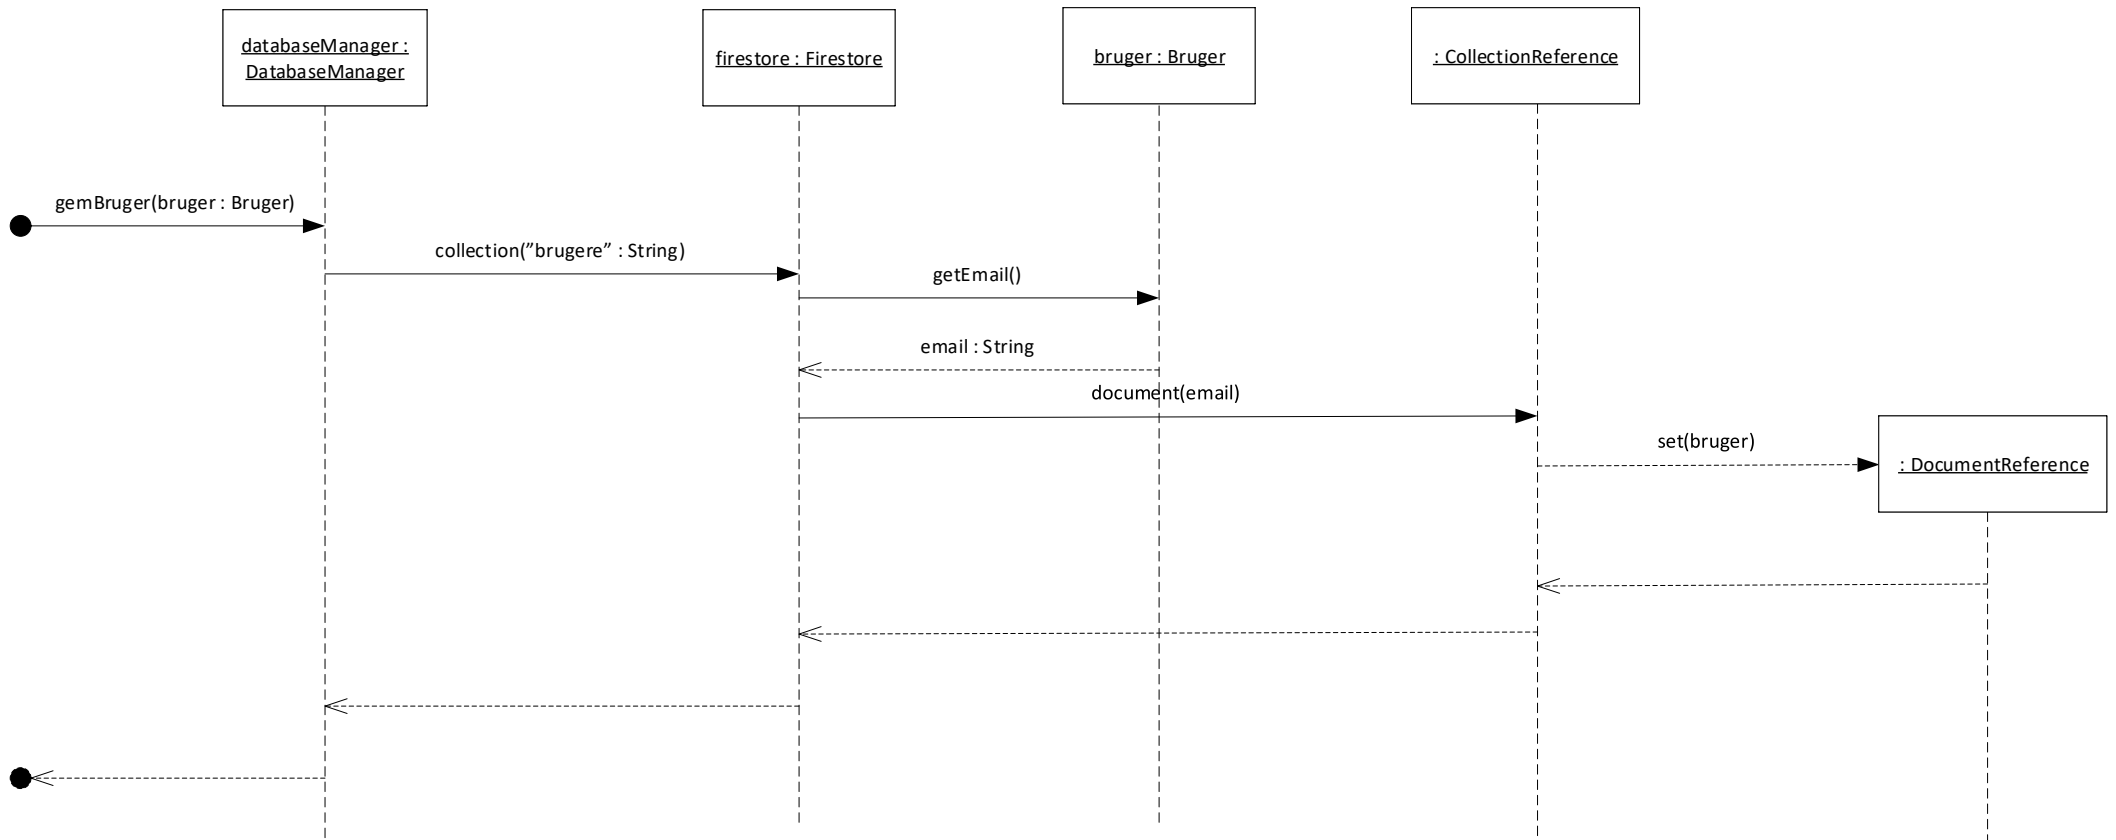 databaseManager :
DatabaseManager
firestore : Firestore
bruger : Bruger
: CollectionReference
gemBruger(bruger : Bruger)
collection(”brugere” : String)
getEmail()
email : String
document(email)
set(bruger)
: DocumentReference